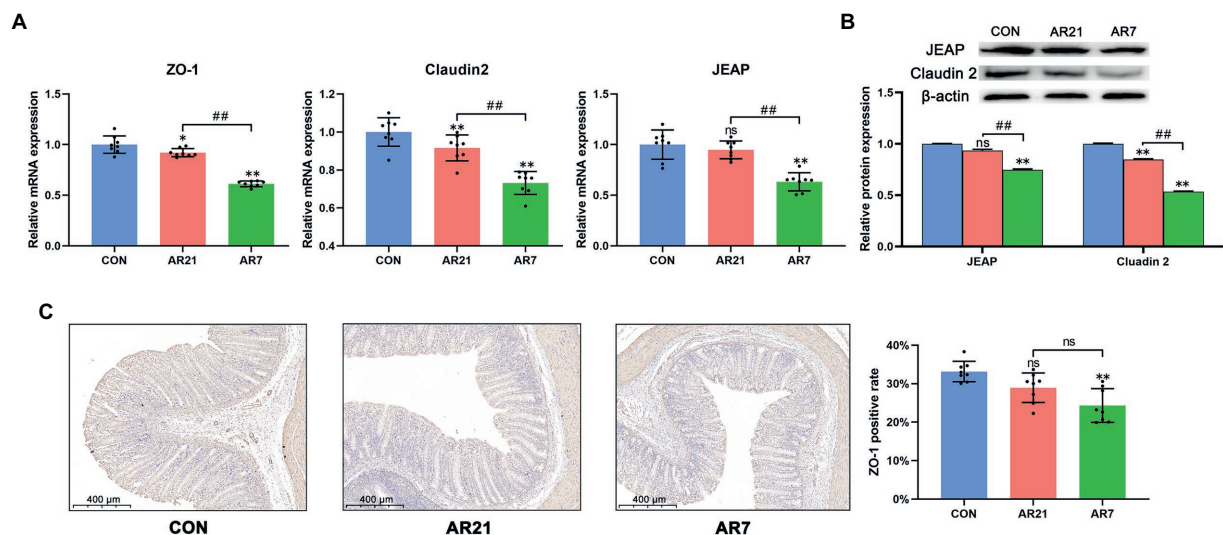 A
ZO-1
Relative mRNA expression
1.5
1.0
0.5
0.0
*
**
##
CON
AR21
AR7
Claudin2
Relative mRNA expression
1.2
1.0
0.8
0.6
0.4
**
**
##
CON
AR21
AR7
JEAP
Relative mRNA expression
1.5
1.0
0.5
0.0
ns
**
##
CON
AR21
AR7
B
CON AR21 AR7
JEAP
Claudin 2
β-actin
Relative protein expression
1.5
1.0
0.5
0.0
ns
**
##
**
**
##
JEAP
Cluadin 2
C
400 μm
CON
400 μm
AR21
400 μm
AR7
ZO-1 positive rate
40%
30%
20%
10%
0%
ns
**
ns
CON
AR21
AR7